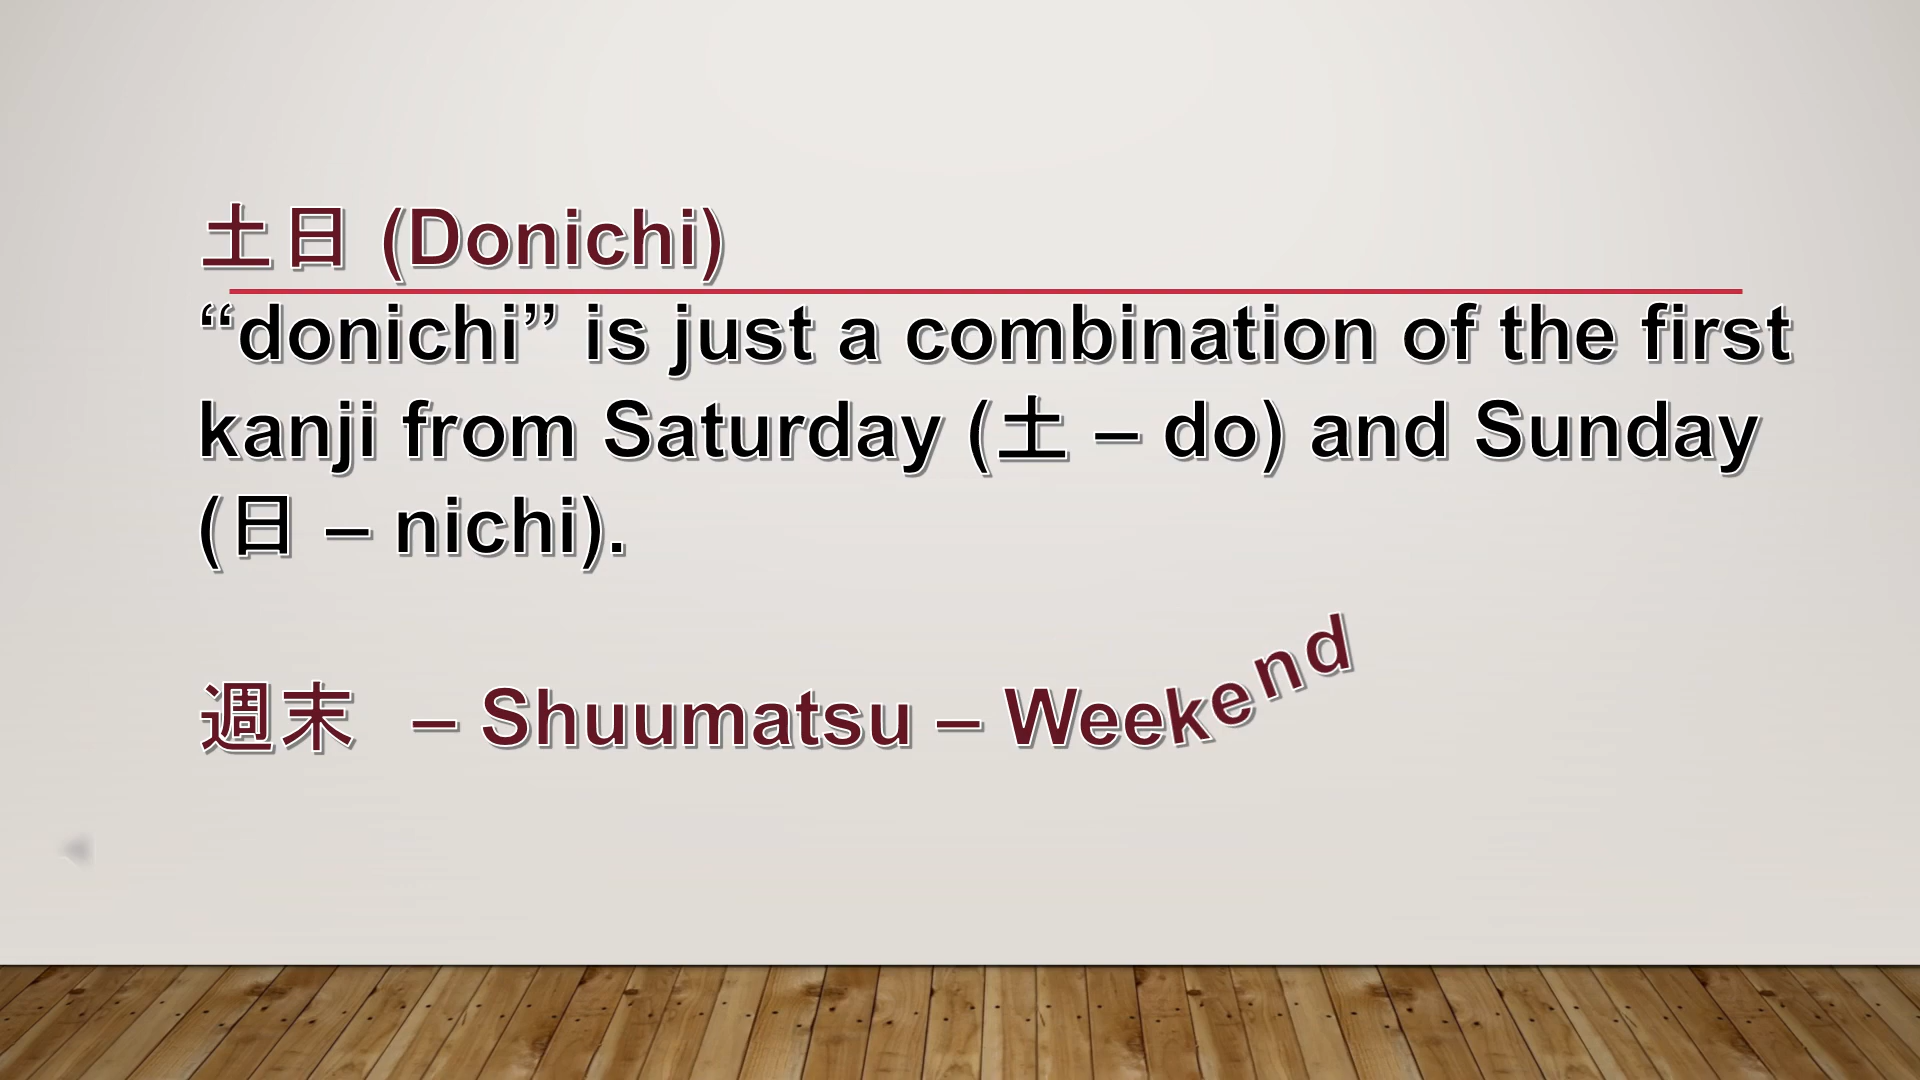 土日 (Donichi)
“donichi” is just a combination of the first
kanji from Saturday (土 – do) and Sunday
(日 – nichi).
週末 – Shuumatsu – Weekend